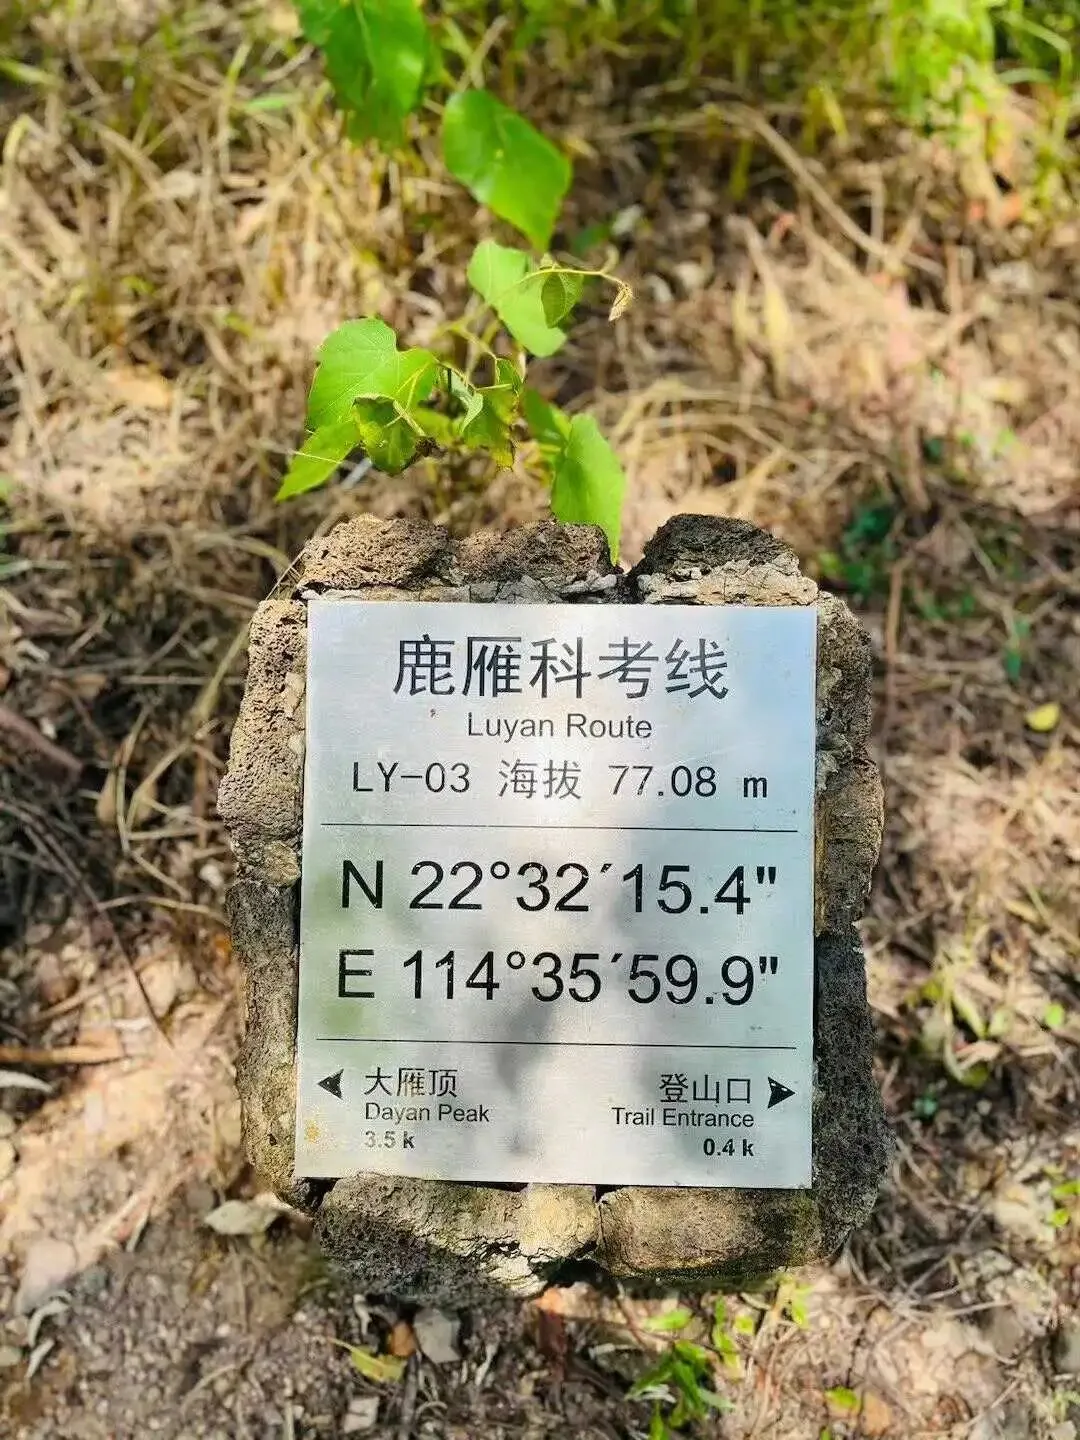 鹿雁科考线
Luyan Route
LY-03 海拔 77.08 m
N 22°32′15.4"
E 114°35′59.9"
大雁顶
Dayan Peak
3.5 k
登山口
Trail Entrance
0.4 k